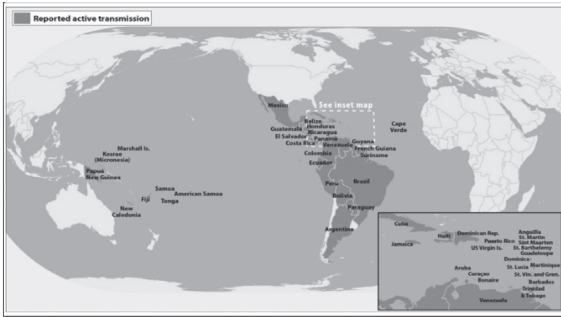 Reported active transmission
See inset map
Mexico
Belize
Honduras
Guatemala
Nicaragua
El Salvador
Panama
Costa Rica
Venezuela
Guyana
French Guiana
Suriname
Colombia
Ecuador
Peru
Brazil
Bolivia
Paraguay
Argentina
Cape
Verde
Marshall Is.
Kosrae
(Micronesia)
Papua
New Guinea
Samoa
American Samoa
Fiji
Tonga
New
Caledonia
Cuba
Jamaica
Haiti
Dominican Rep.
Puerto Rico
US Virgin Is.
Anguilla
St. Martin
Sint Maarten
St. Barthelemy
Guadeloupe
Dominica
Martinique
St. Lucia
St. Vin. and Gren.
Barbados
Trinidad
& Tobago
Aruba
Curaçao
Bonaire
Venezuela